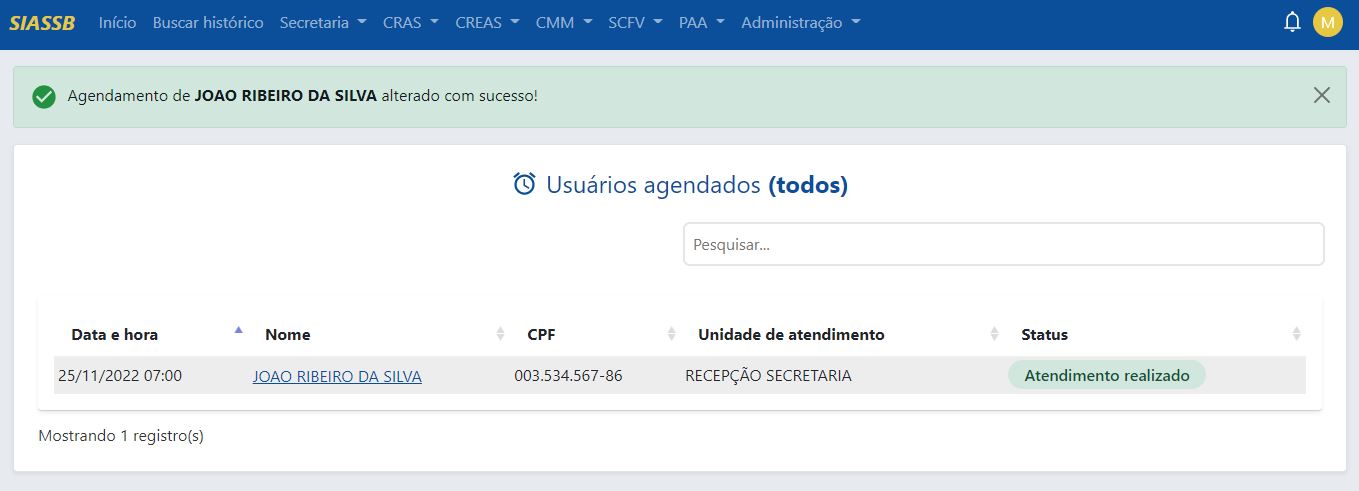 SIASSB Início Buscar histórico Secretaria CRAS CREAS CMM SCFV PAA Administração M
Agendamento de JOAO RIBEIRO DA SILVA alterado com sucesso!
Usuários agendados (todos)
Pesquisar...
Data e hora Nome CPF Unidade de atendimento Status
25/11/2022 07:00 JOAO RIBEIRO DA SILVA 003.534.567-86 RECEPÇÃO SECRETARIA Atendimento realizado
Mostrando 1 registro(s)